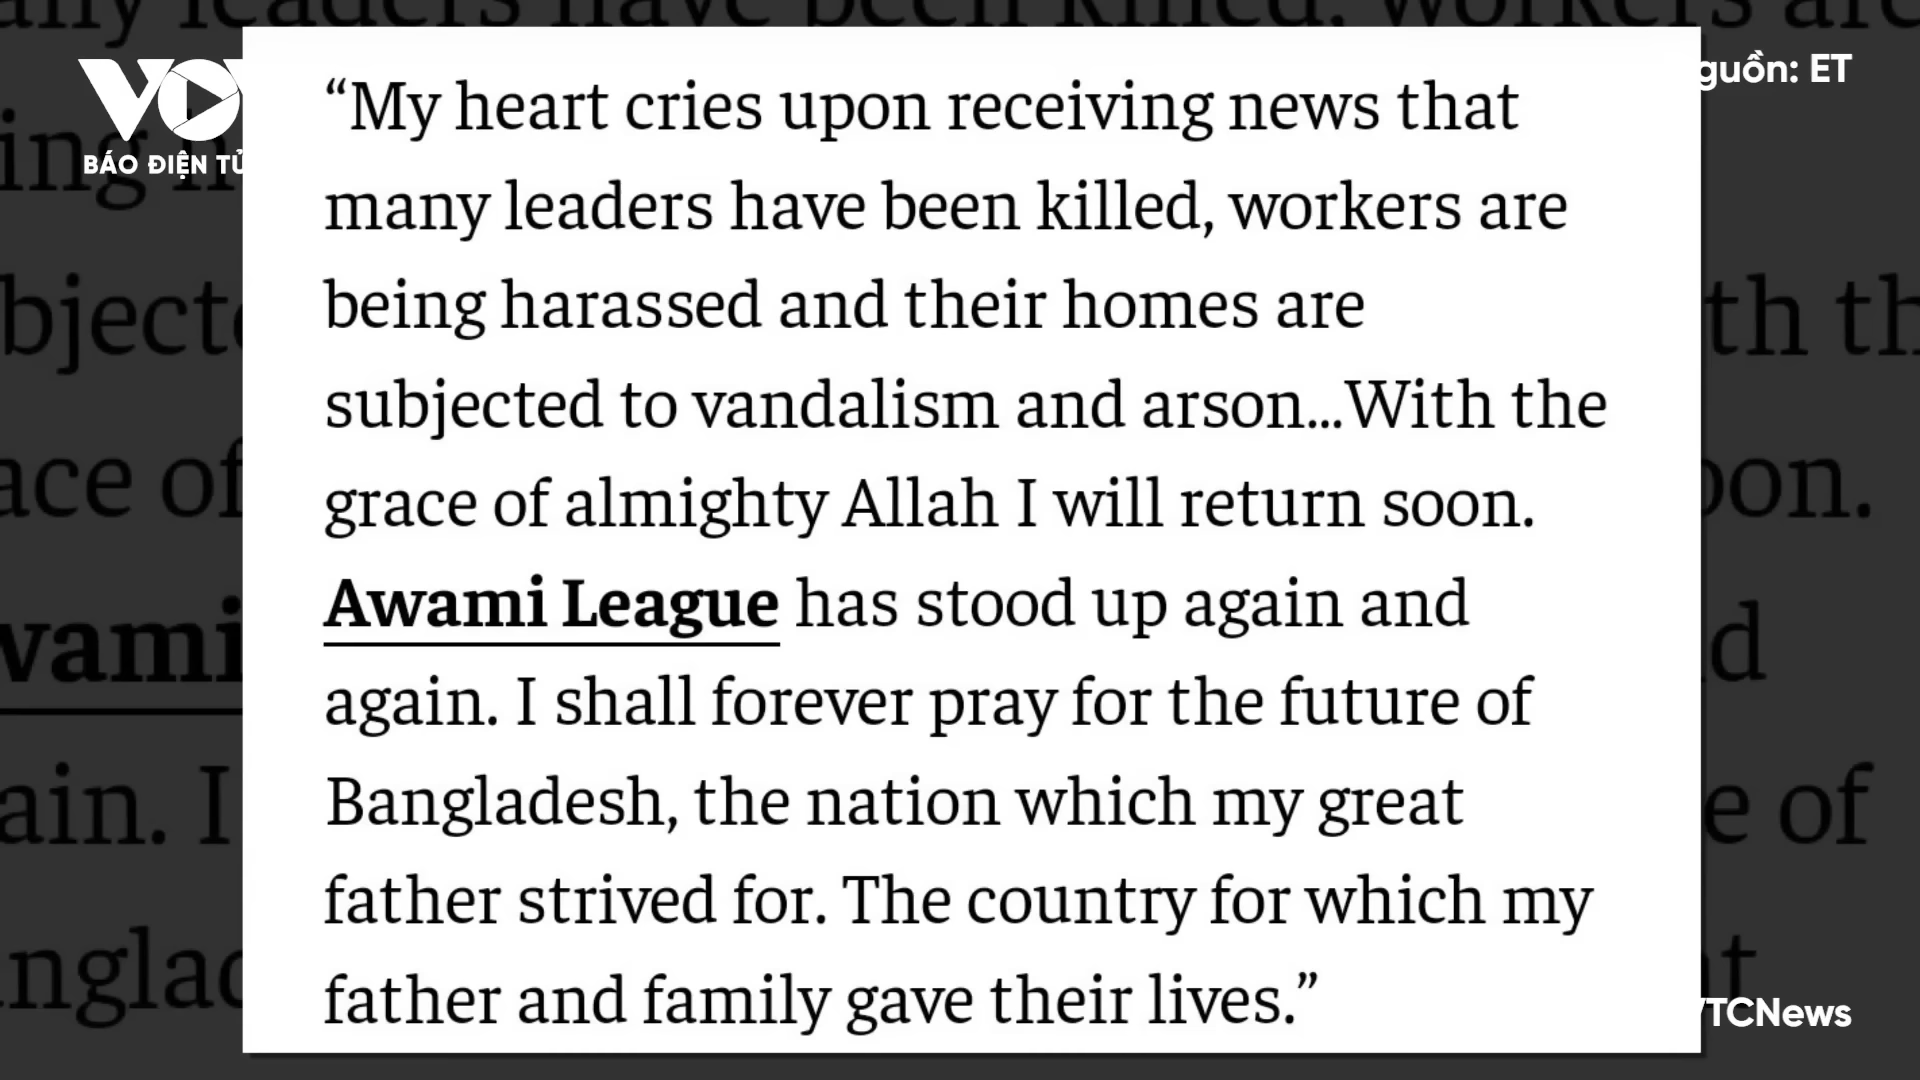 VOV
BÁO ĐIỆN TỬ
guồn: ET
“My heart cries upon receiving news that
many leaders have been killed, workers are
being harassed and their homes are
subjected to vandalism and arson...With the
grace of almighty Allah I will return soon.
Awami League has stood up again and
again. I shall forever pray for the future of
Bangladesh, the nation which my great
father strived for. The country for which my
father and family gave their lives.”
VTCNews